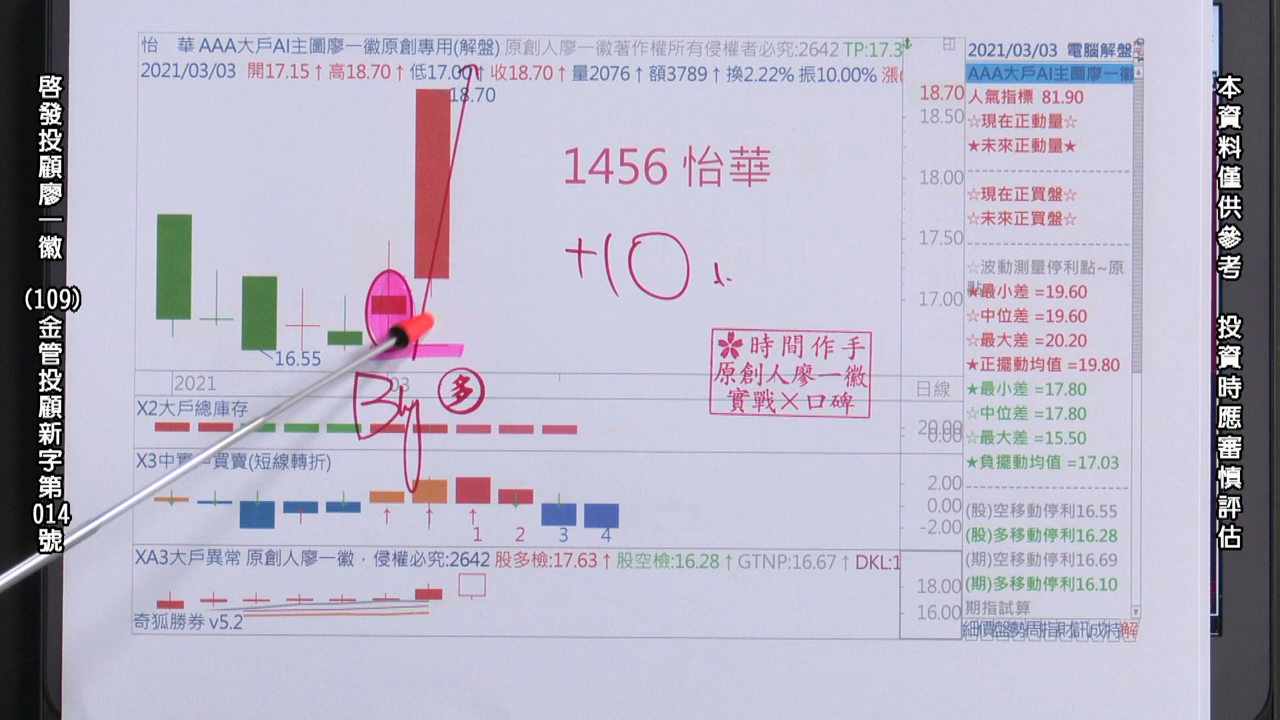 啓發投顧廖一徽
(109)金管投顧新字第014號
怡 華 AAA大戶AI主圖廖一徽原創專用(解盤) 原創人廖一徽著作權所有侵權者必究:2642 TP:17.3
2021/03/03 開17.15↑ 高18.70↑ 低17.00↑ 收18.70↑ 量2076↑ 額3789↑ 換2.22% 振10.00% 漲
18.70
1456 怡華
+10
16.55
✽時間作手
原創人廖一徽
實戰×口碑
18.70
18.50
18.00
17.50
17.00
2021
03
日線
By 多
X2大戶總庫存
20.00
0.00
X3中實戶買賣(短線轉折)
2.00
0.00
-2.00
1 2 3 4
XA3大戶異常 原創人廖一徽‧侵權必究:2642 股多檢:17.63↑ 股空檢:16.28↑ GTNP:16.67↑ DKL:1
18.00
16.00
奇狐勝券 v5.2
2021/03/03 電腦解盤
AAA大戶AI主圖廖一徽
人氣指標 81.90
☆現在正動量☆
★未來正動量★
☆現在正買盤☆
☆未來正買盤☆
☆波動測量停利點~原
★最小差 =19.60
☆中位差 =19.60
☆最大差 =20.20
★正擺動均值 =19.80
★最小差 =17.80
☆中位差 =17.80
☆最大差 =15.50
★負擺動均值 =17.03
(股)空移動停利16.55
(股)多移動停利16.28
(期)空移動停利16.69
(期)多移動停利16.10
期指試算
本資料僅供參考 投資時應審慎評估